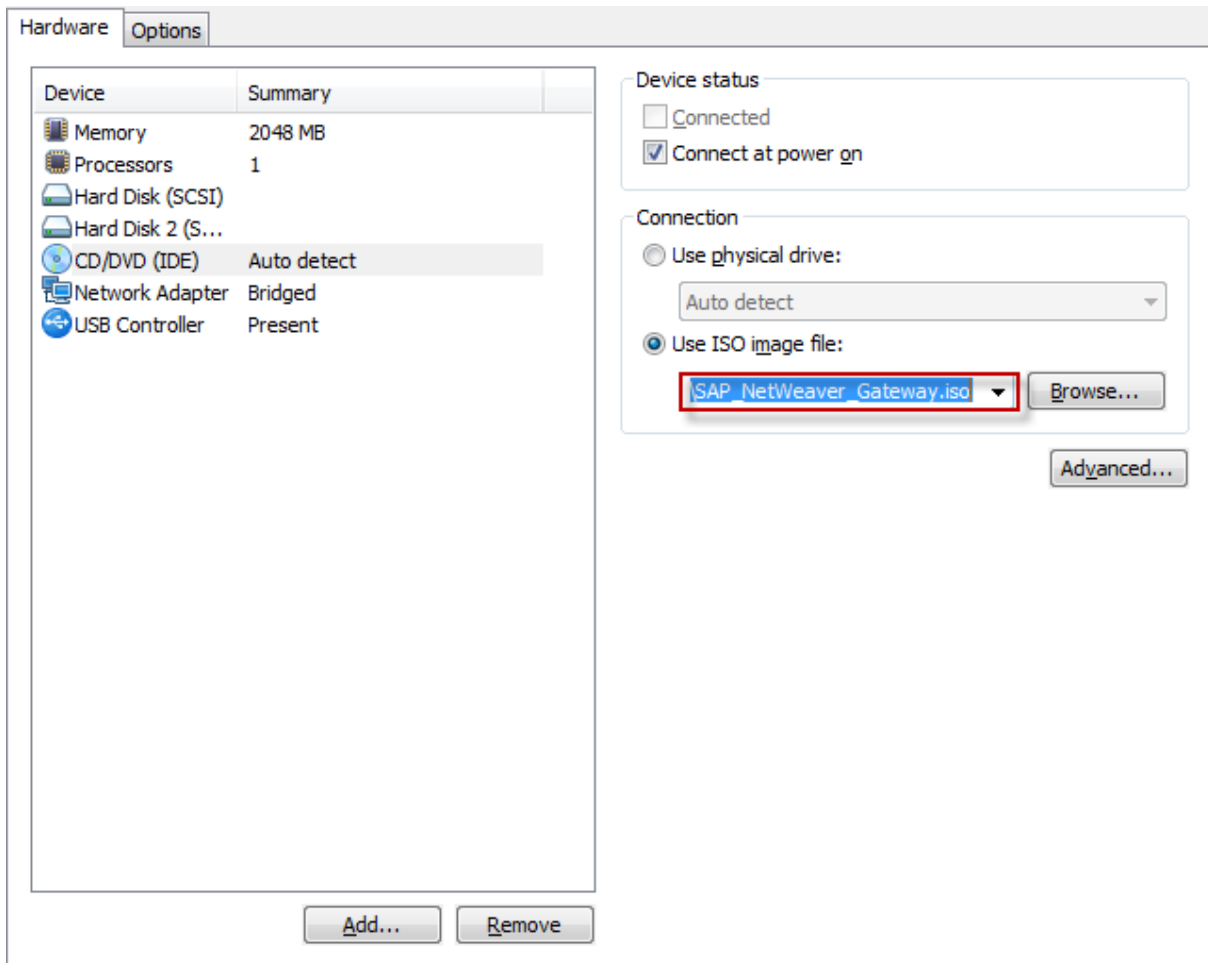 Hardware
Options
Device Summary
Memory 2048 MB
Processors 1
Hard Disk (SCSI)
Hard Disk 2 (S...
CD/DVD (IDE) Auto detect
Network Adapter Bridged
USB Controller Present
Add...
Remove
Device status
Connected
Connect at power on
Connection
Use physical drive:
Auto detect
Use ISO image file:
\SAP_NetWeaver_Gateway.iso
Browse...
Advanced...